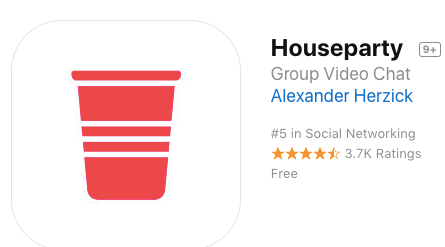 Houseparty 9+
Group Video Chat
Alexander Herzick
#5 in Social Networking
3.7K Ratings
Free